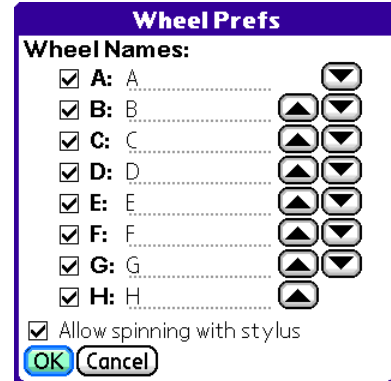 Wheel Prefs
Wheel Names:
A: A
B: B
C: C
D: D
E: E
F: F
G: G
H: H
Allow spinning with stylus
OK Cancel